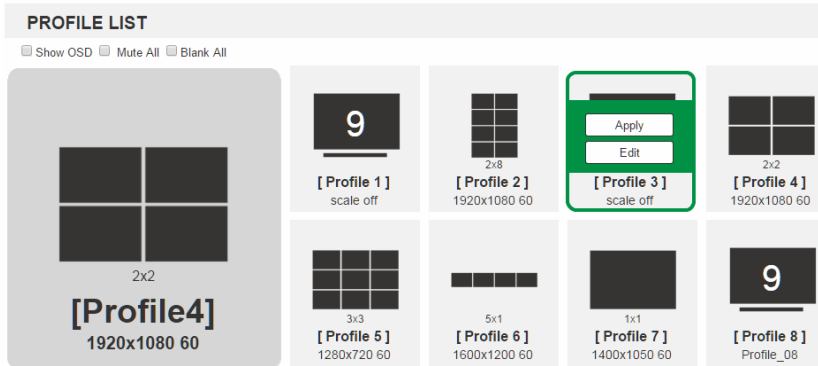 PROFILE LIST
Show OSD Mute All Blank All
2x2
[Profile4]
1920x1080 60
9
[ Profile 1 ]
scale off
2x8
[ Profile 2 ]
1920x1080 60
Apply
Edit
[ Profile 3 ]
scale off
2x2
[ Profile 4 ]
1920x1080 60
3x3
[ Profile 5 ]
1280x720 60
5x1
[ Profile 6 ]
1600x1200 60
1x1
[ Profile 7 ]
1400x1050 60
9
[ Profile 8 ]
Profile_08